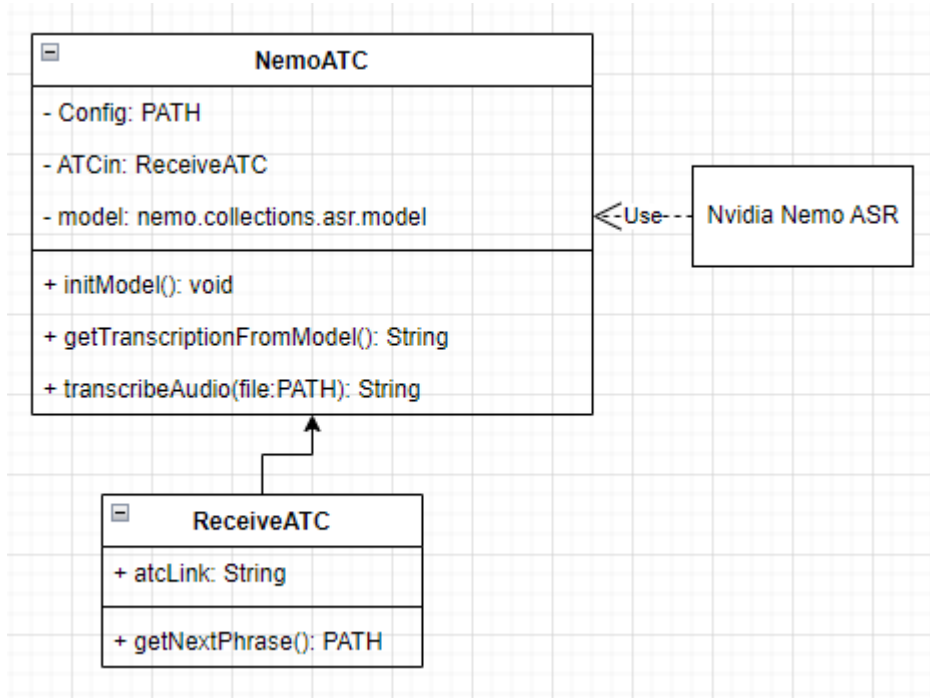 NemoATC
- Config: PATH
- ATCin: ReceiveATC
- model: nemo.collections.asr.model
+ initModel(): void
+ getTranscriptionFromModel(): String
+ transcribeAudio(file:PATH): String
Use
Nvidia Nemo ASR
ReceiveATC
+ atcLink: String
+ getNextPhrase(): PATH